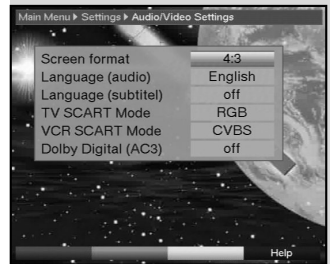 Main Menu ▸ Settings ▸ Audio/Video Settings
Screen format 4:3
Language (audio) English
Language (subtitel) off
TV SCART Mode RGB
VCR SCART Mode CVBS
Dolby Digital (AC3) off
Help